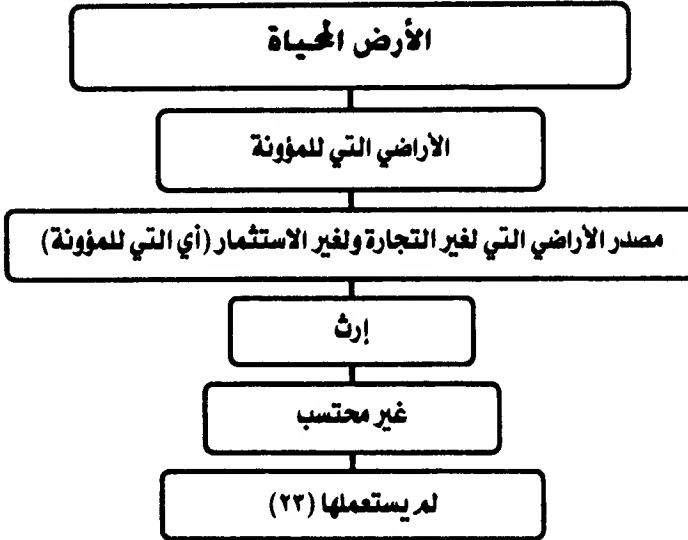 الأرض المحياة
الأراضي التي للمؤونة
مصدر الأراضي التي لغير التجارة ولغير الاستثمار (أي التي للمؤونة)
إرث
غير محتسب
لم يستعملها (٢٣)